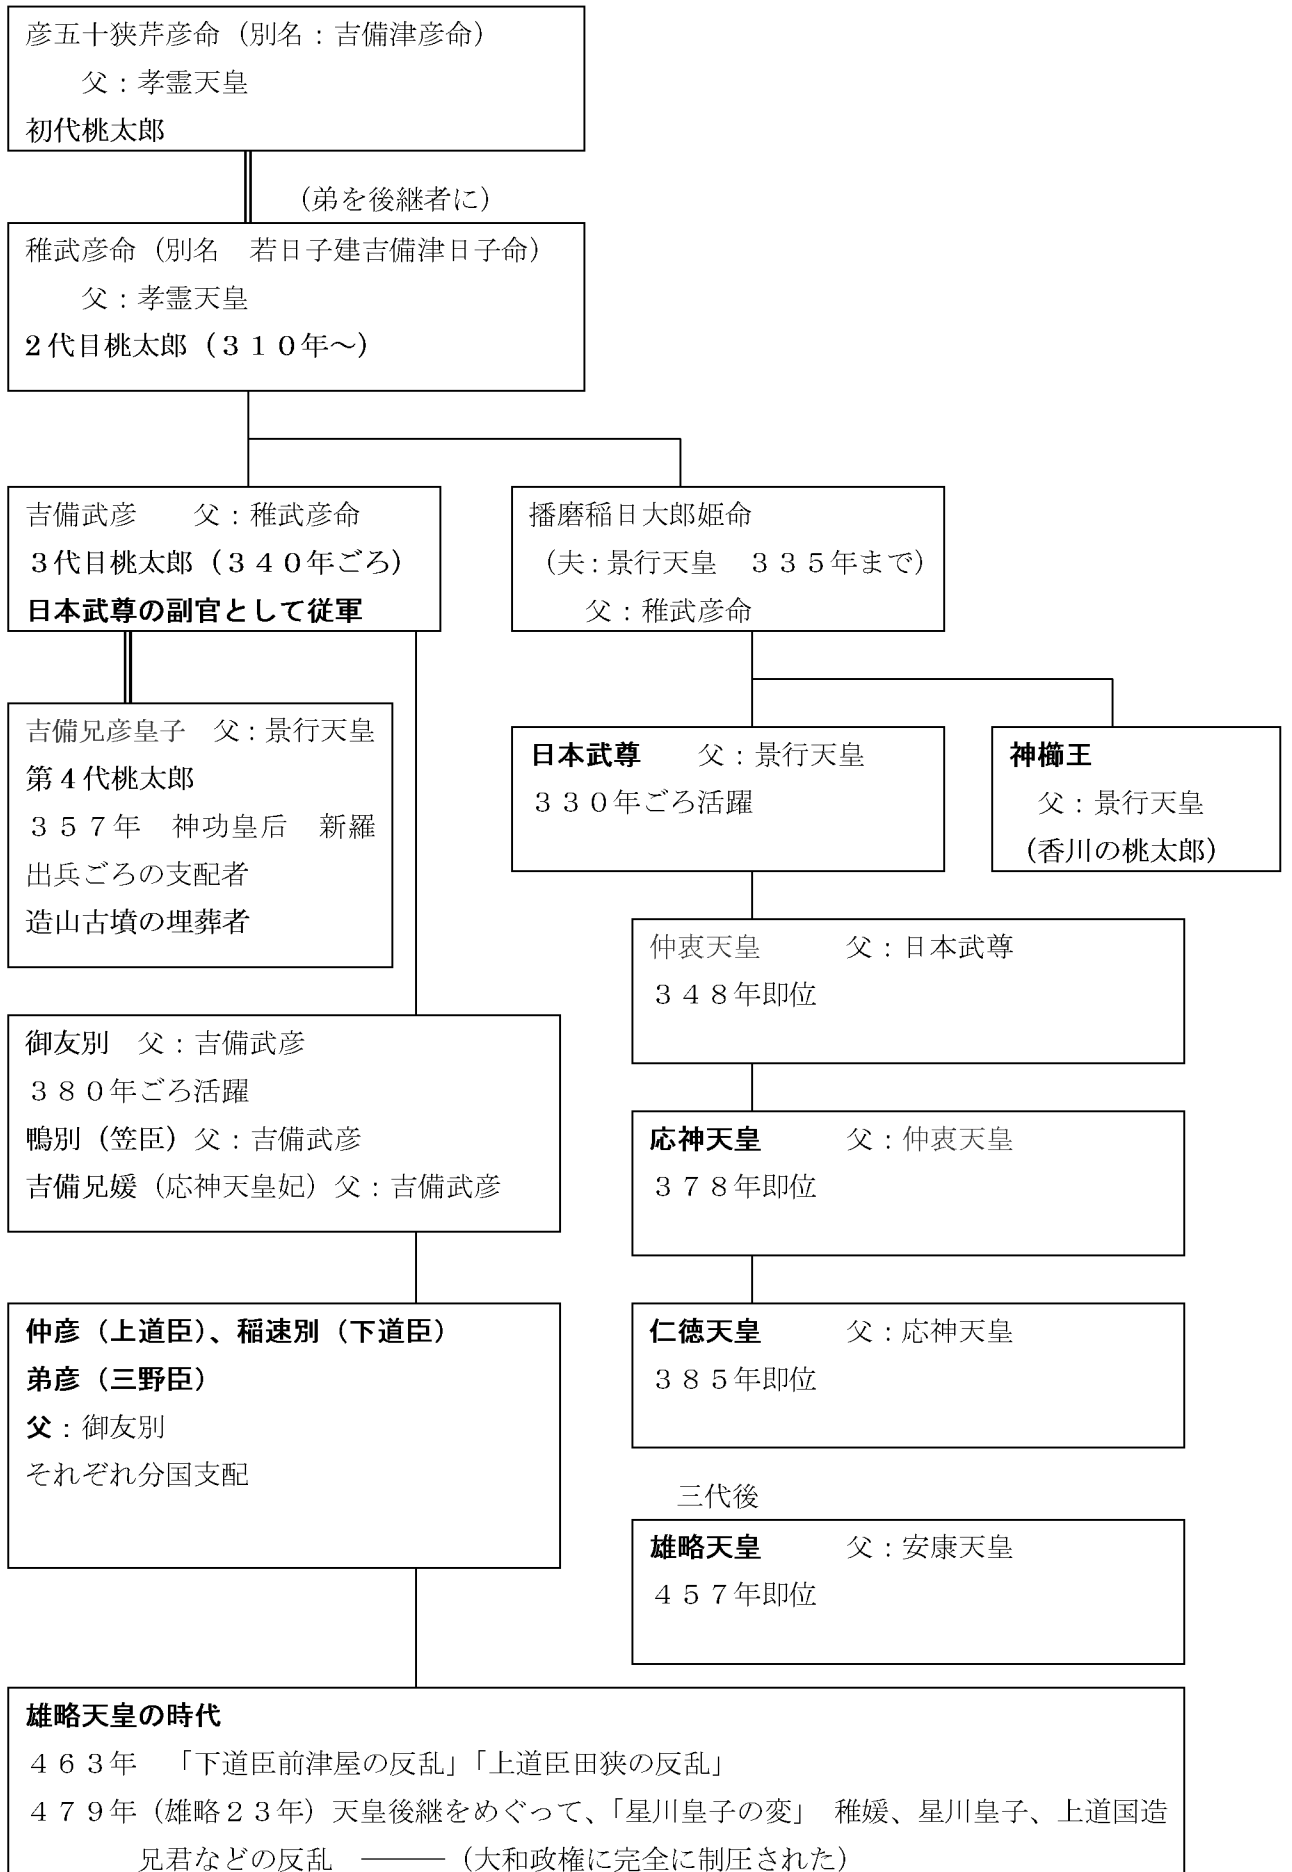 彦五十狭芹彦命（別名：吉備津彦命）
父：孝霊天皇
初代桃太郎
（弟を後継者に）
稚武彦命（別名　若日子建吉備津日子命）
父：孝霊天皇
２代目桃太郎（３１０年～）
吉備武彦　　父：稚武彦命
３代目桃太郎（３４０年ごろ）
日本武尊の副官として従軍
播磨稲日大郎姫命
（夫：景行天皇　３３５年まで）
父：稚武彦命
吉備兄彦皇子　父：景行天皇
第４代桃太郎
３５７年　神功皇后　新羅
出兵ごろの支配者
造山古墳の埋葬者
日本武尊　　父：景行天皇
３３０年ごろ活躍
神櫛王
父：景行天皇
（香川の桃太郎）
仲哀天皇　　　父：日本武尊
３４８年即位
御友別　父：吉備武彦
３８０年ごろ活躍
鴨別（笠臣）父：吉備武彦
吉備兄媛（応神天皇妃）父：吉備武彦
応神天皇　　　父：仲哀天皇
３７８年即位
仲彦（上道臣）、稲速別（下道臣）
弟彦（三野臣）
父：御友別
それぞれ分国支配
仁徳天皇　　　父：応神天皇
３８５年即位
三代後
雄略天皇　　　父：安康天皇
４５７年即位
雄略天皇の時代
４６３年　「下道臣前津屋の反乱」「上道臣田狭の反乱」
４７９年（雄略２３年）天皇後継をめぐって、「星川皇子の変」　稚媛、星川皇子、上道国造
兄君などの反乱　―――（大和政権に完全に制圧された）